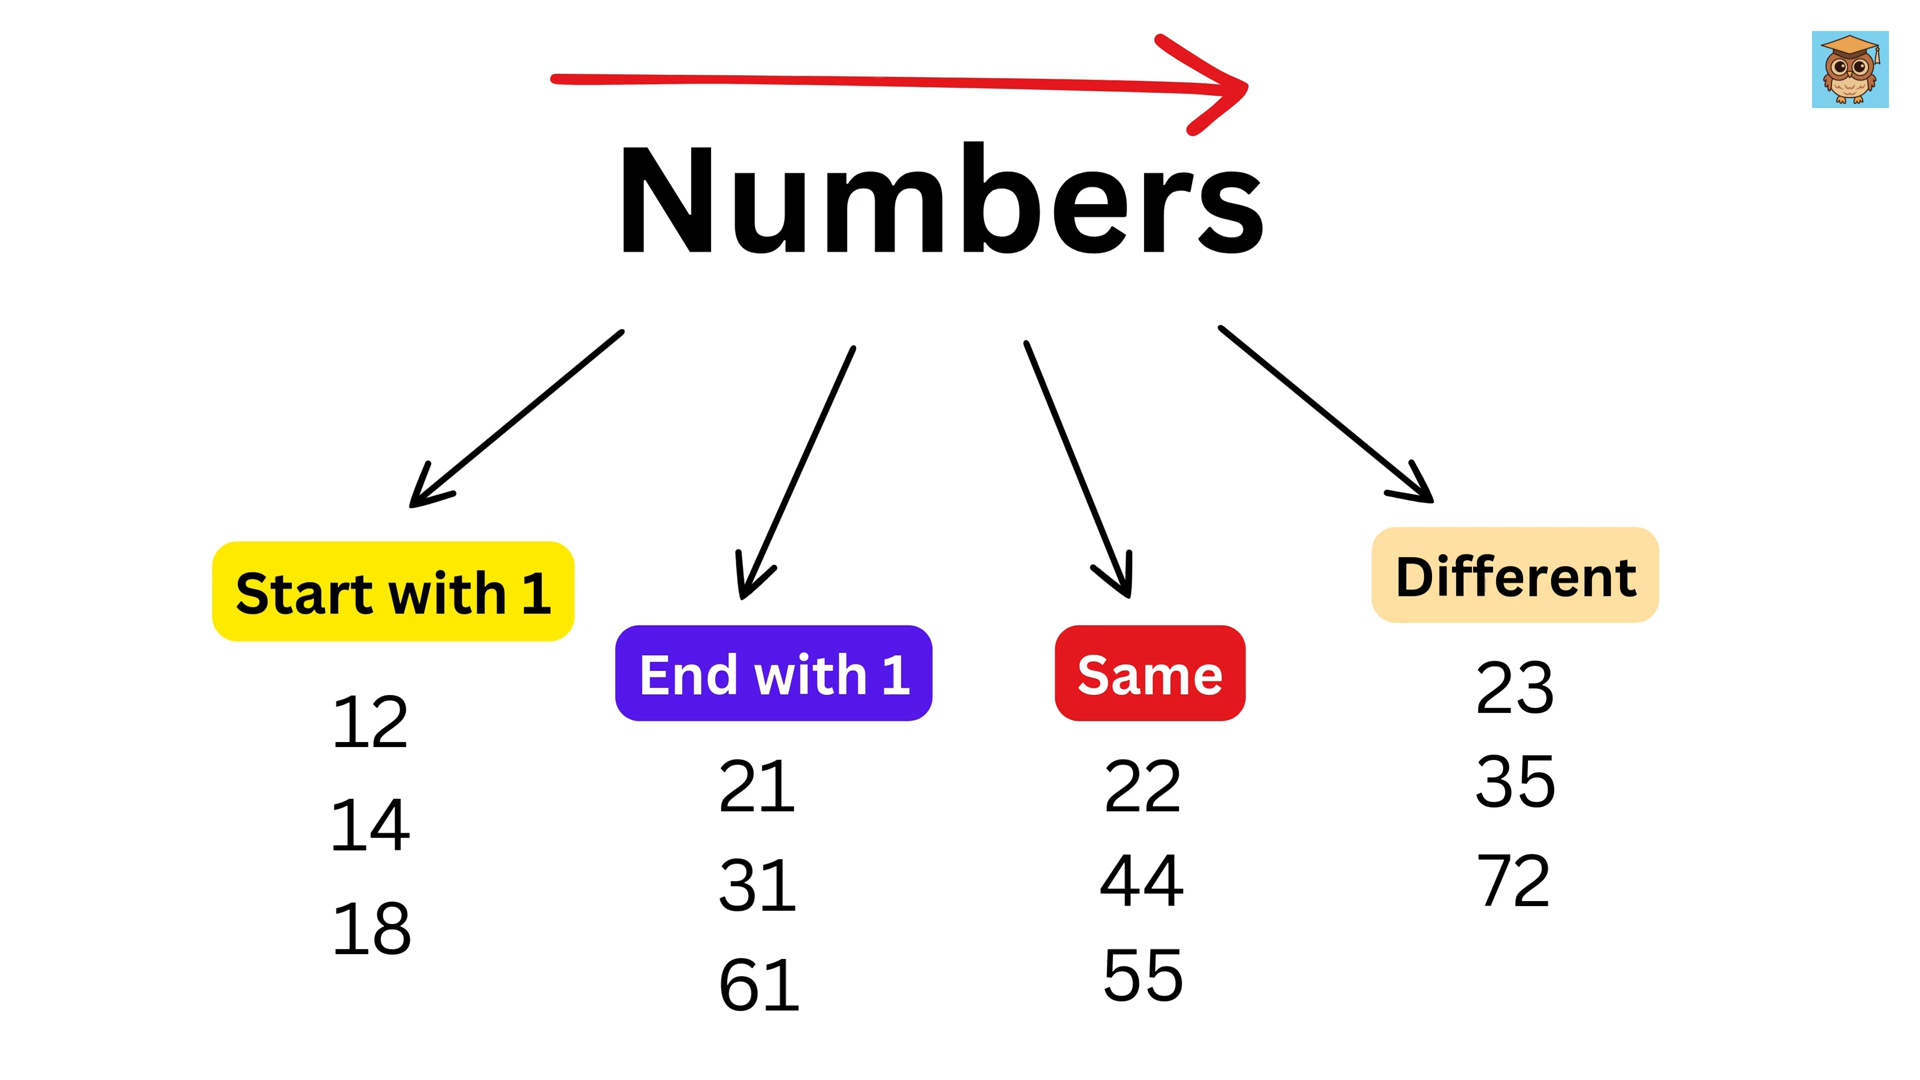 Numbers
Start with 1
12
14
18
End with 1
21
31
61
Same
22
44
55
Different
23
35
72